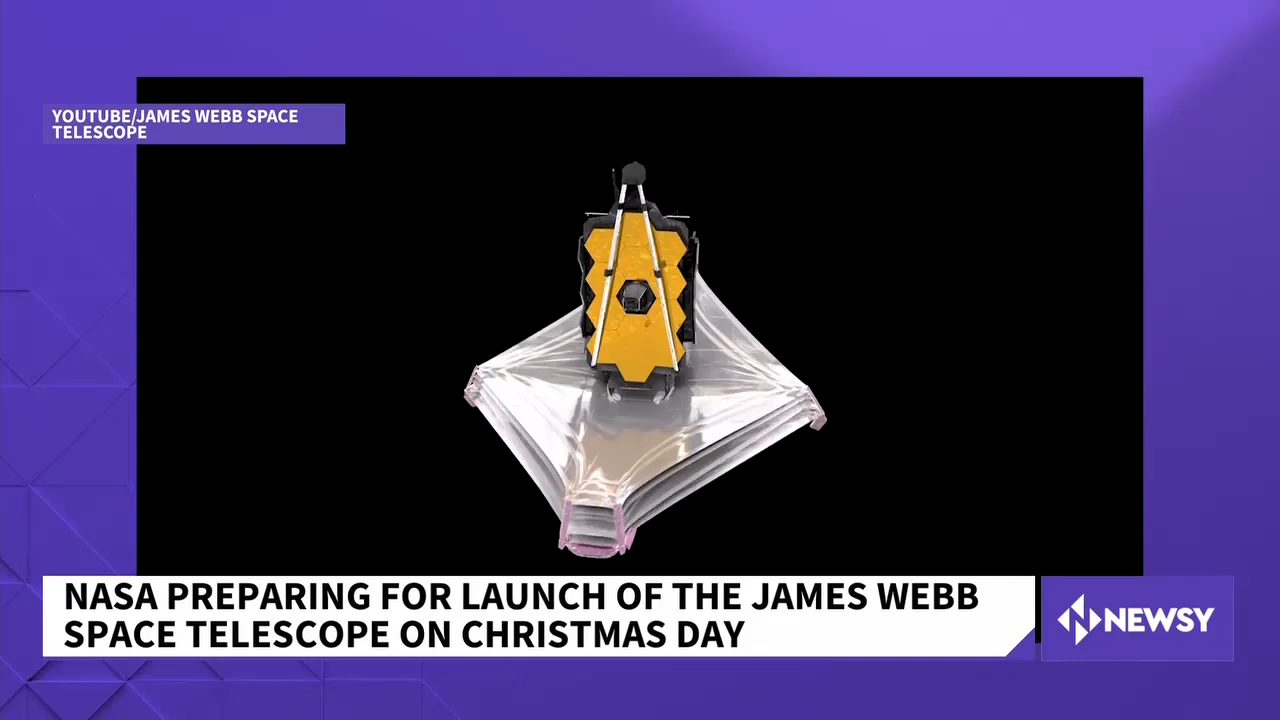 YOUTUBE/JAMES WEBB SPACE
TELESCOPE
NASA PREPARING FOR LAUNCH OF THE JAMES WEBB
SPACE TELESCOPE ON CHRISTMAS DAY
NEWSY